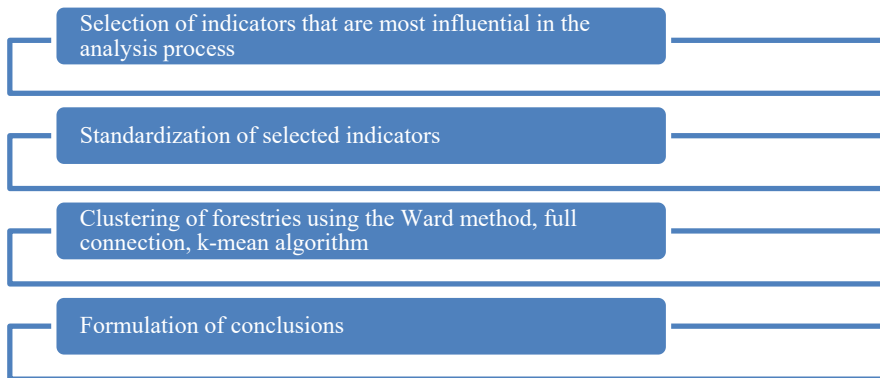 Selection of indicators that are most influential in the
analysis process
Standardization of selected indicators
Clustering of forestries using the Ward method, full
connection, k-mean algorithm
Formulation of conclusions